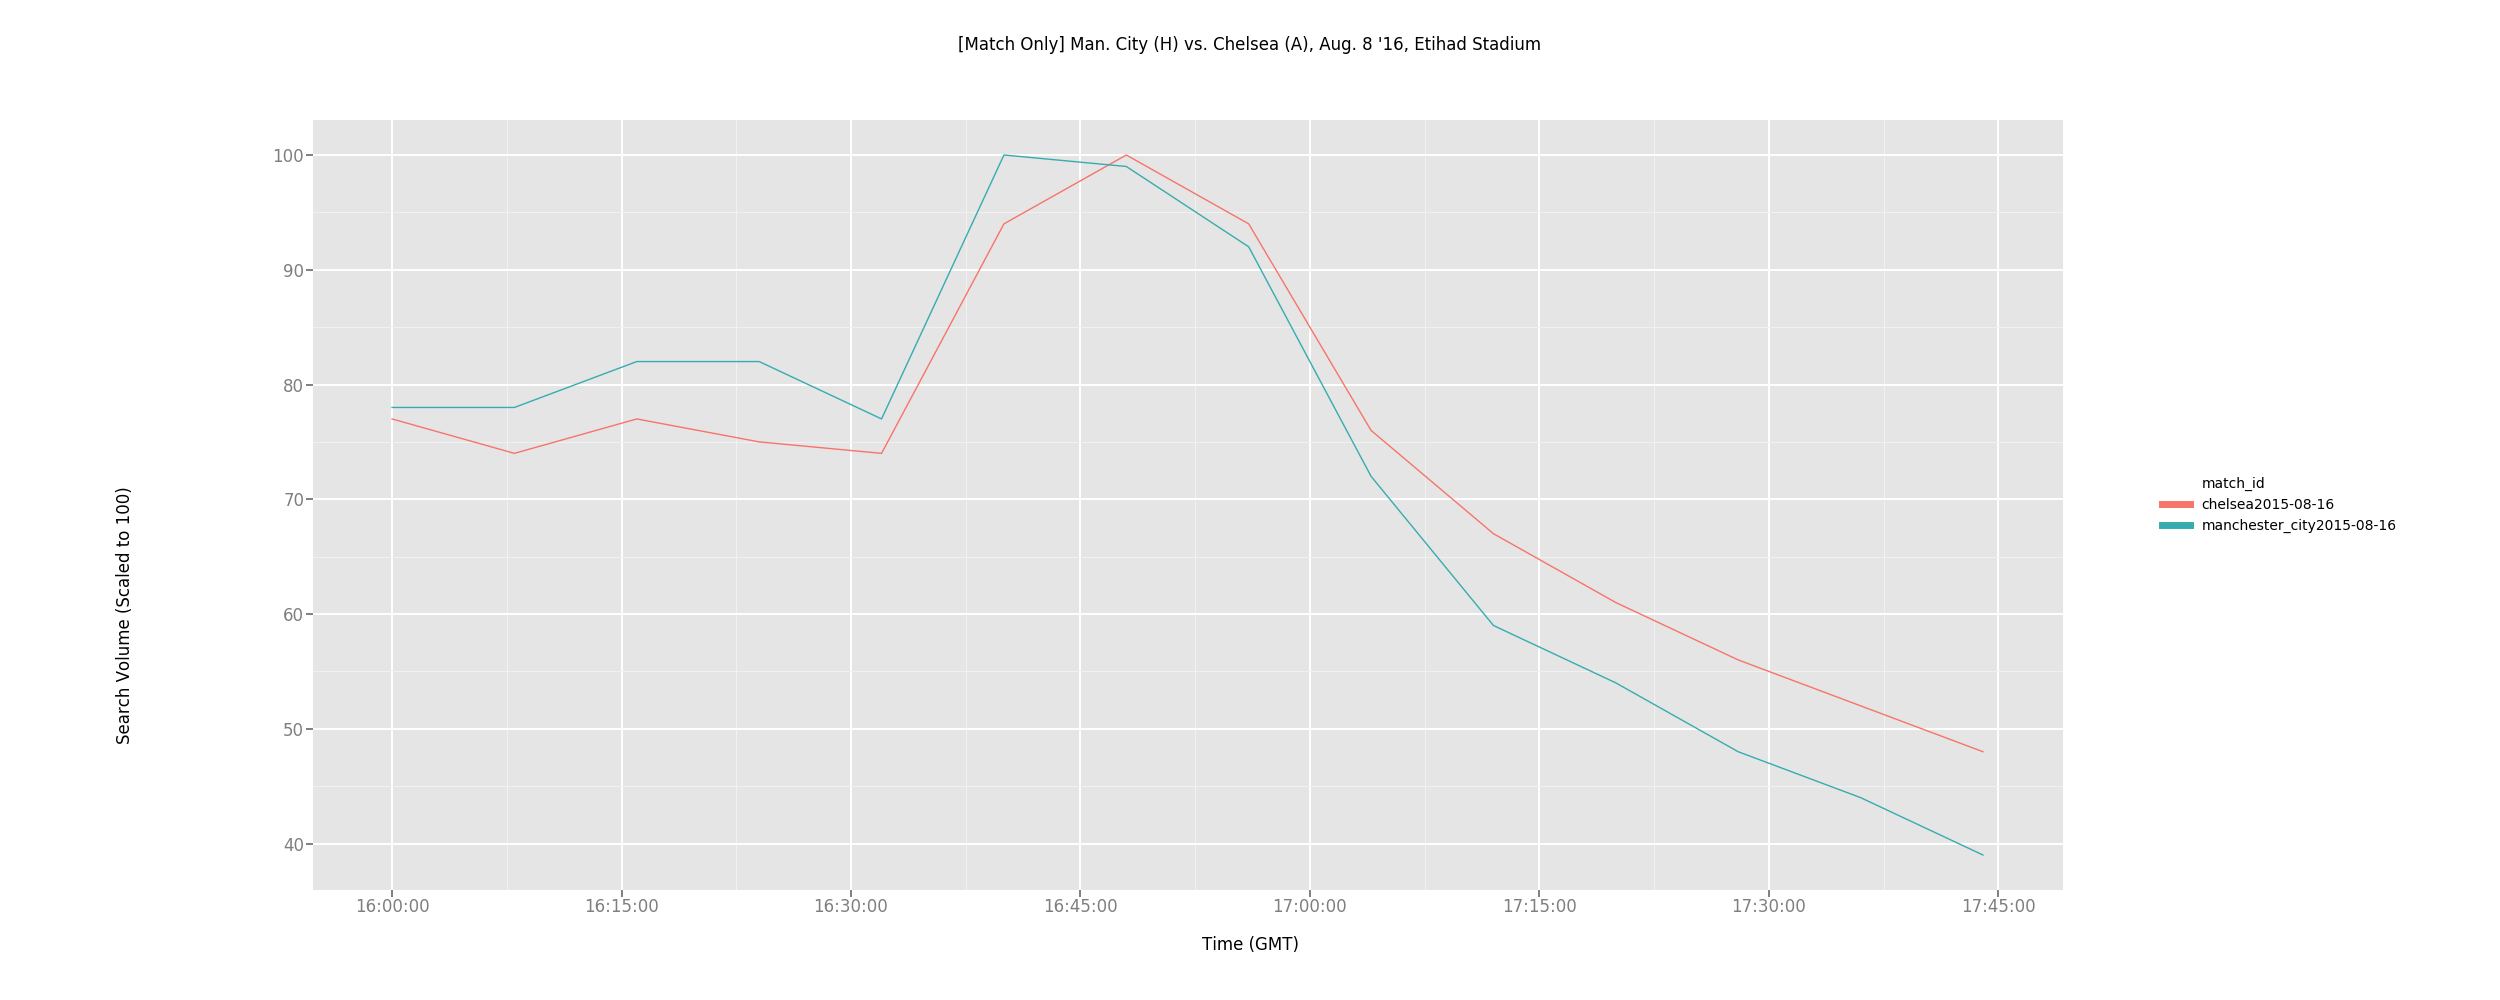 [Match Only] Man. City (H) vs. Chelsea (A), Aug. 8 '16, Etihad Stadium
100
90
80
70
60
50
40
Search Volume (Scaled to 100)
16:00:00 16:15:00 16:30:00 16:45:00 17:00:00 17:15:00 17:30:00 17:45:00
Time (GMT)
match_id
chelsea2015-08-16
manchester_city2015-08-16